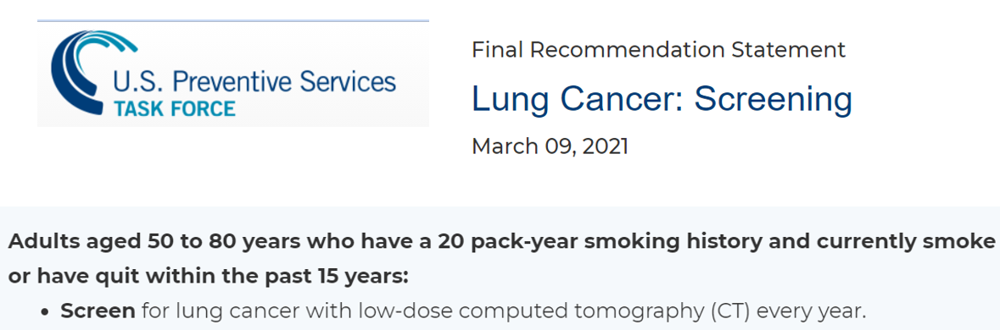 U.S. Preventive Services
TASK FORCE
Final Recommendation Statement
Lung Cancer: Screening
March 09, 2021
Adults aged 50 to 80 years who have a 20 pack-year smoking history and currently smoke
or have quit within the past 15 years:
• Screen for lung cancer with low-dose computed tomography (CT) every year.